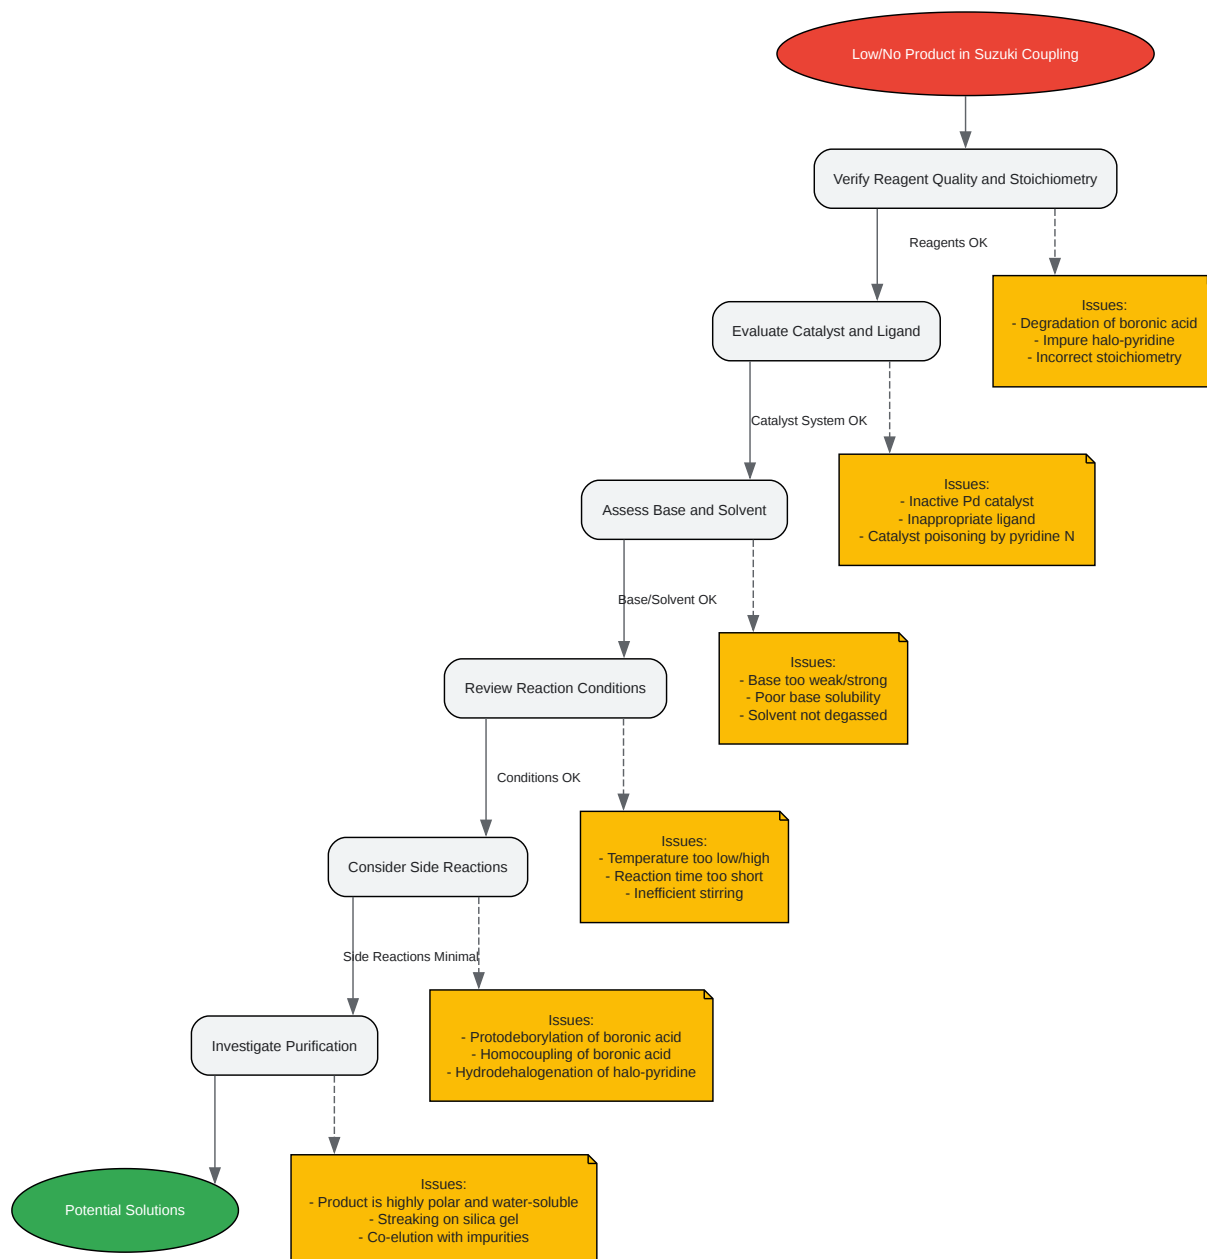 Low/No Product in Suzuki Coupling
Verify Reagent Quality and Stoichiometry
Reagents OK
Issues:
- Degradation of boronic acid
- Impure halo-pyridine
- Incorrect stoichiometry
Evaluate Catalyst and Ligand
Catalyst System OK
Issues:
- Inactive Pd catalyst
- Inappropriate ligand
- Catalyst poisoning by pyridine N
Assess Base and Solvent
Base/Solvent OK
Issues:
- Base too weak/strong
- Poor base solubility
- Solvent not degassed
Review Reaction Conditions
Conditions OK
Issues:
- Temperature too low/high
- Reaction time too short
- Inefficient stirring
Consider Side Reactions
Side Reactions Minimal
Issues:
- Protodeborylation of boronic acid
- Homocoupling of boronic acid
- Hydrodehalogenation of halo-pyridine
Investigate Purification
Issues:
- Product is highly polar and water-soluble
- Streaking on silica gel
- Co-elution with impurities
Potential Solutions